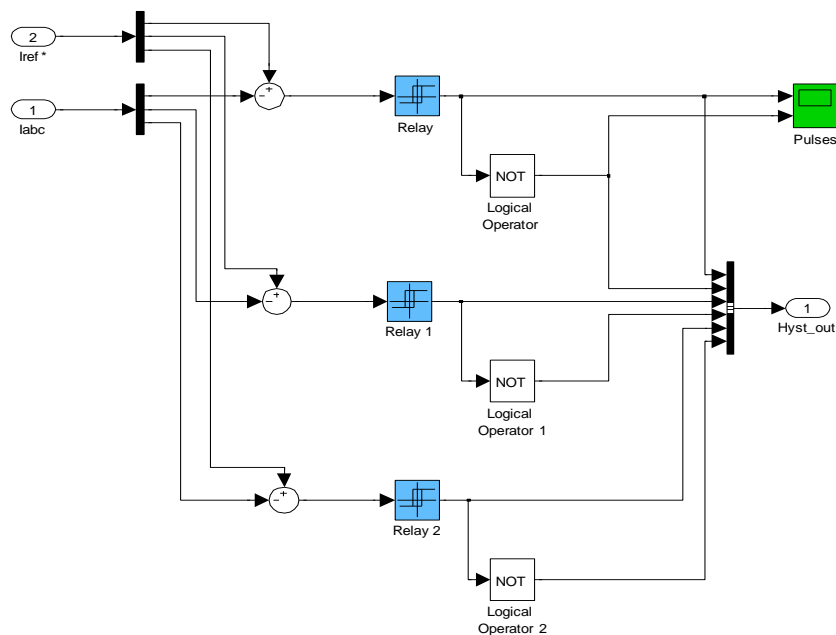 2
Iref *
1
Iabc
- +
Relay
Pulses
NOT
Logical
Operator
- +
Relay 1
1
Hyst_out
NOT
Logical
Operator 1
- +
Relay 2
NOT
Logical
Operator 2